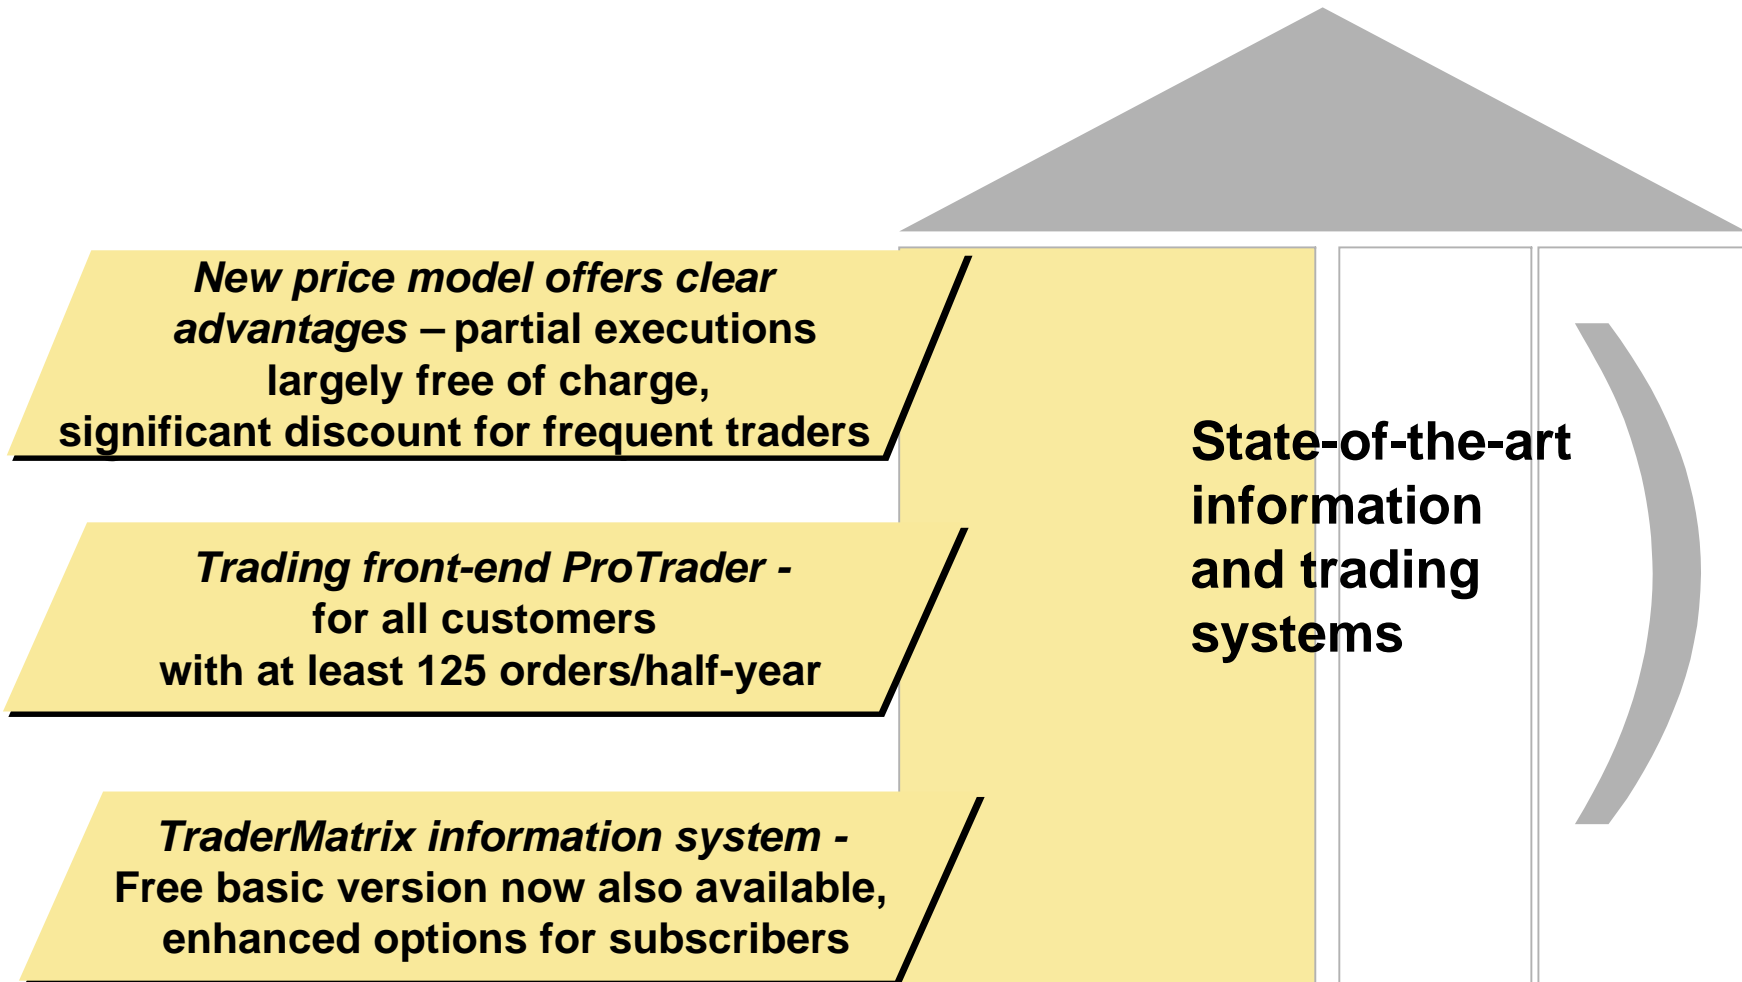 New price model offers clear
advantages – partial executions
largely free of charge,
significant discount for frequent traders
Trading front-end ProTrader -
for all customers
with at least 125 orders/half-year
TraderMatrix information system -
Free basic version now also available,
enhanced options for subscribers
State-of-the-art
information
and trading
systems